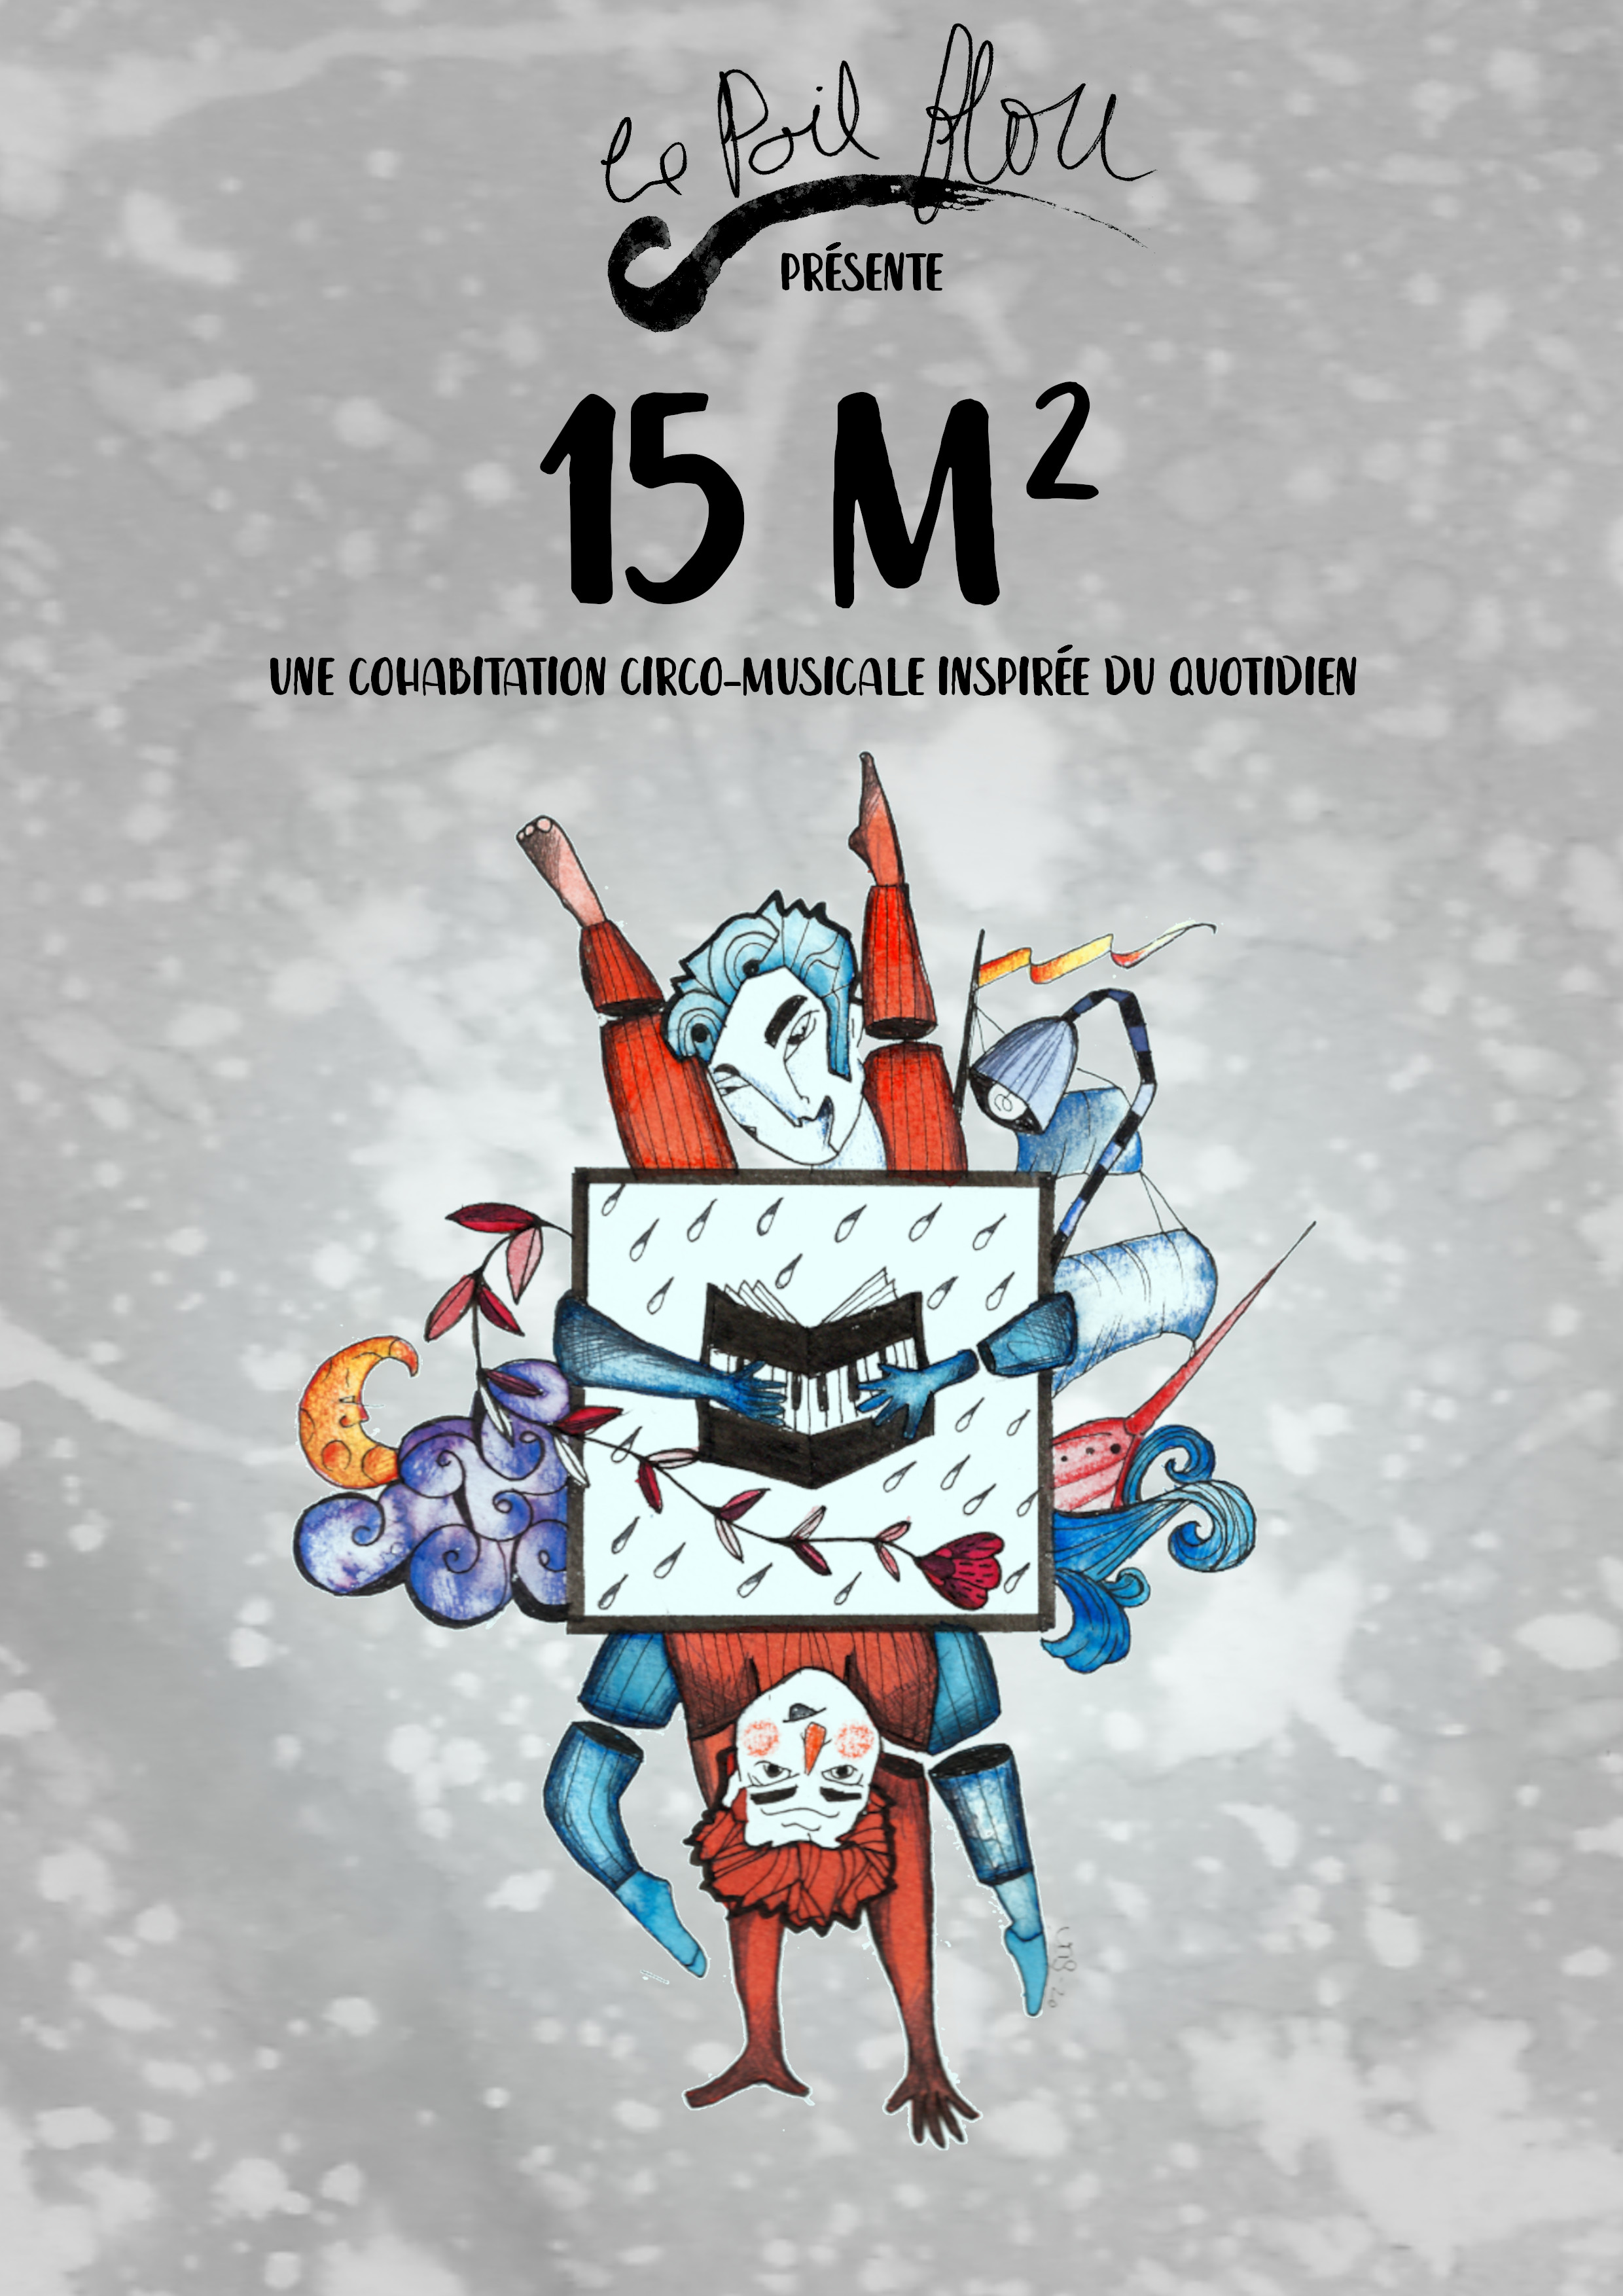 Le Poil Flou
PRÉSENTE
15 M²
UNE COHABITATION CIRCO-MUSICALE INSPIRÉE DU QUOTIDIEN